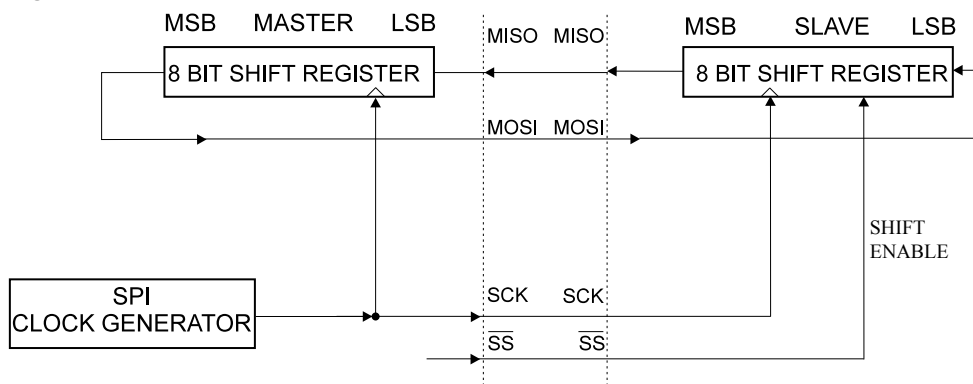 MSB MASTER LSB
8 BIT SHIFT REGISTER
MISO MISO
MSB SLAVE LSB
8 BIT SHIFT REGISTER
MOSI MOSI
SHIFT
ENABLE
SPI
CLOCK GENERATOR
SCK SCK
SS SS